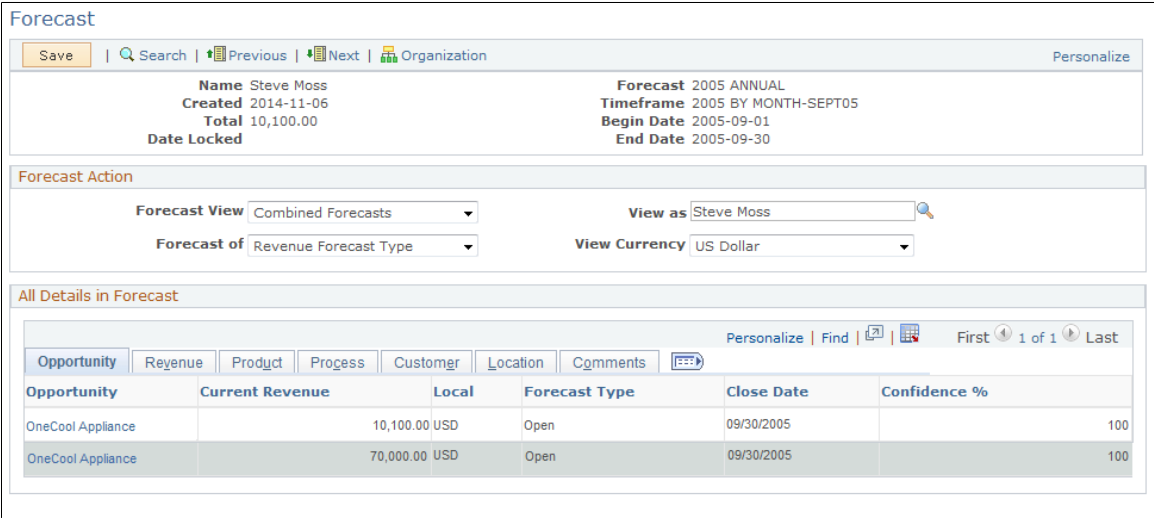 Forecast
Save | Search | Previous | Next | Organization Personalize
Name Steve Moss Forecast 2005 ANNUAL
Created 2014-11-06 Timeframe 2005 BY MONTH-SEPT05
Total 10,100.00 Begin Date 2005-09-01
Date Locked End Date 2005-09-30
Forecast Action
Forecast View Combined Forecasts View as Steve Moss
Forecast of Revenue Forecast Type View Currency US Dollar
All Details in Forecast
Personalize | Find | First 1 of 1 Last
Opportunity Revenue Product Process Customer Location Comments
Opportunity Current Revenue Local Forecast Type Close Date Confidence %
OneCool Appliance 10,100.00 USD Open 09/30/2005 100
OneCool Appliance 70,000.00 USD Open 09/30/2005 100